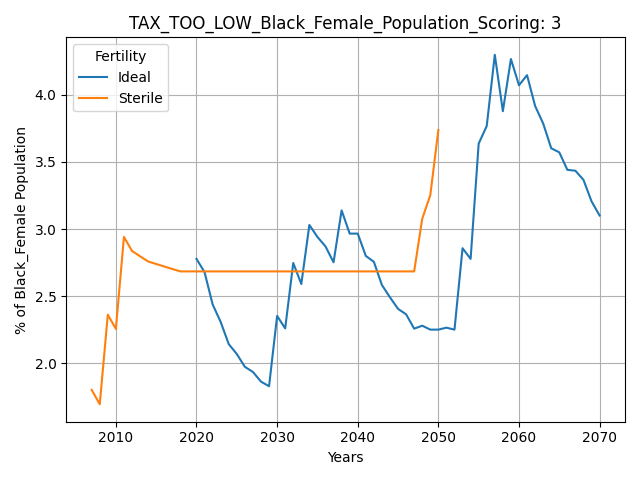 TAX_TOO_LOW_Black_Female_Population_Scoring: 3
Fertility
Ideal
Sterile
4.0
3.5
3.0
2.5
2.0
% of Black_Female Population
2010 2020 2030 2040 2050 2060 2070
Years